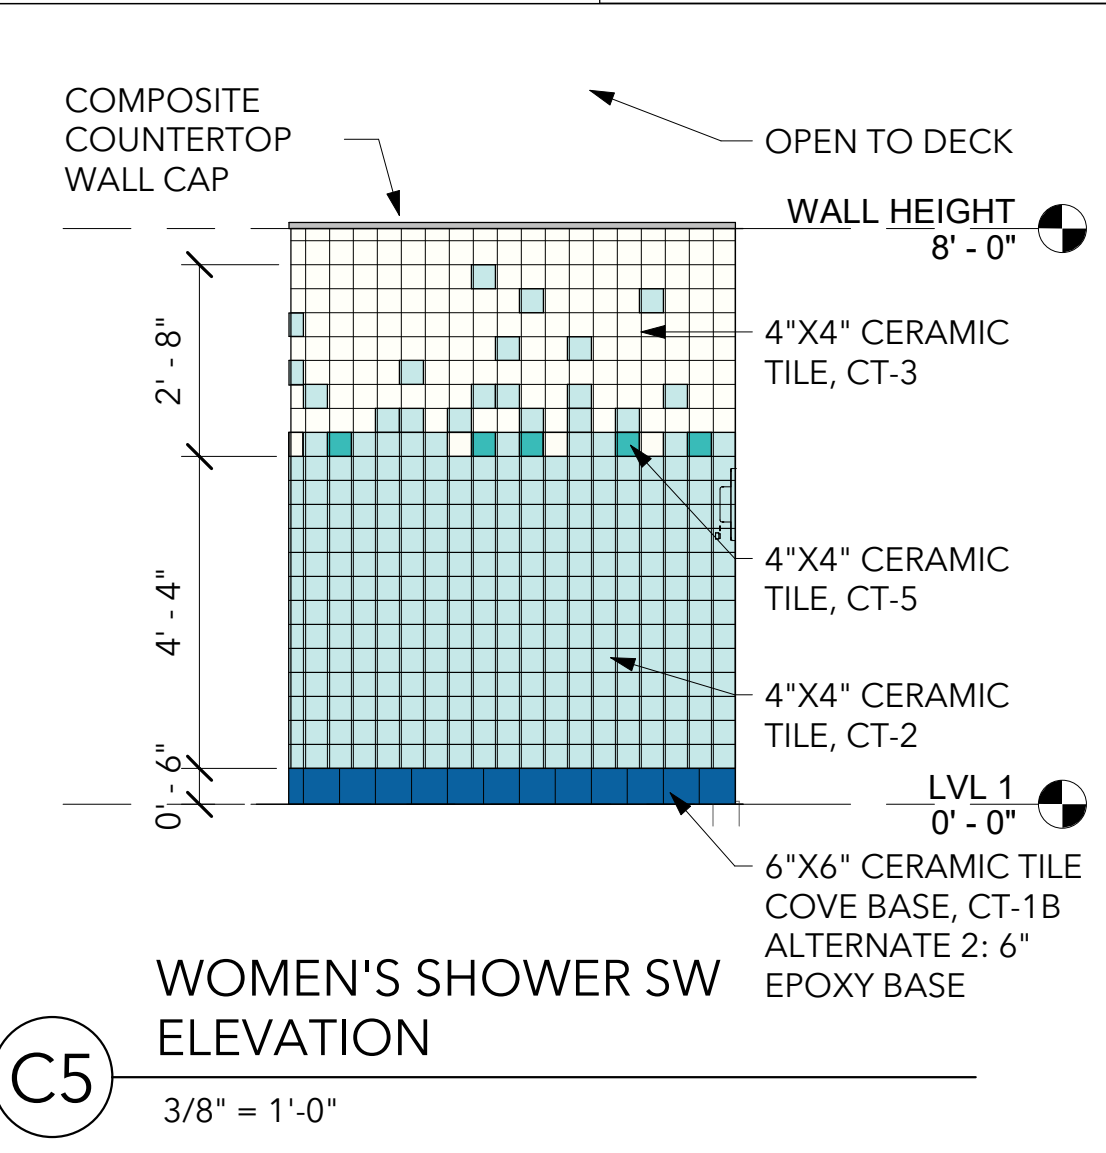 COMPOSITE
COUNTERTOP
WALL CAP
OPEN TO DECK
WALL HEIGHT
8' - 0"
2' - 8"
4"X4" CERAMIC
TILE, CT-3
4' - 4"
4"X4" CERAMIC
TILE, CT-5
4"X4" CERAMIC
TILE, CT-2
0' - 6"
LVL 1
0' - 0"
6"X6" CERAMIC TILE
COVE BASE, CT-1B
ALTERNATE 2: 6"
EPOXY BASE
WOMEN'S SHOWER SW
ELEVATION
C5
3/8" = 1'-0"